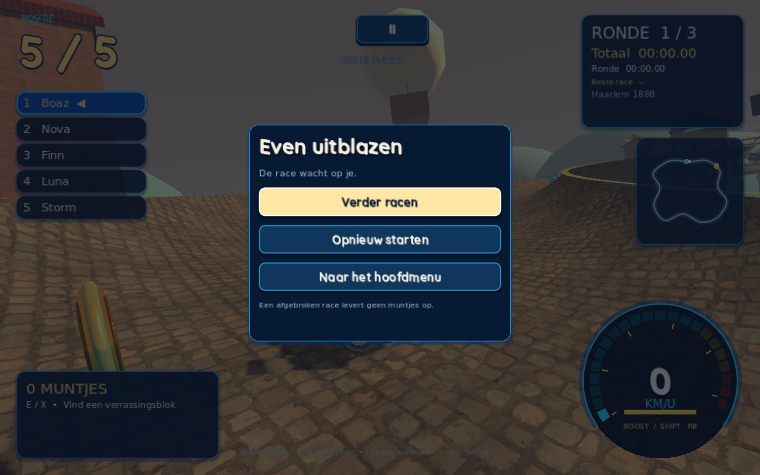 POSITIE
5 / 5
1 Boaz ◀
2 Nova
3 Finn
4 Luna
5 Storm
Grote Markt
RONDE 1 / 3
Totaal 00:00.00
Ronde 00:00.00
Beste race —
Haarlem 1888
Even uitblazen
De race wacht op je.
Verder racen
Opnieuw starten
Naar het hoofdmenu
Een afgebroken race levert geen muntjes op.
0 MUNTJES
E / X • Vind een verrassingsblok
0
KM/U
BOOST / SHIFT · RB